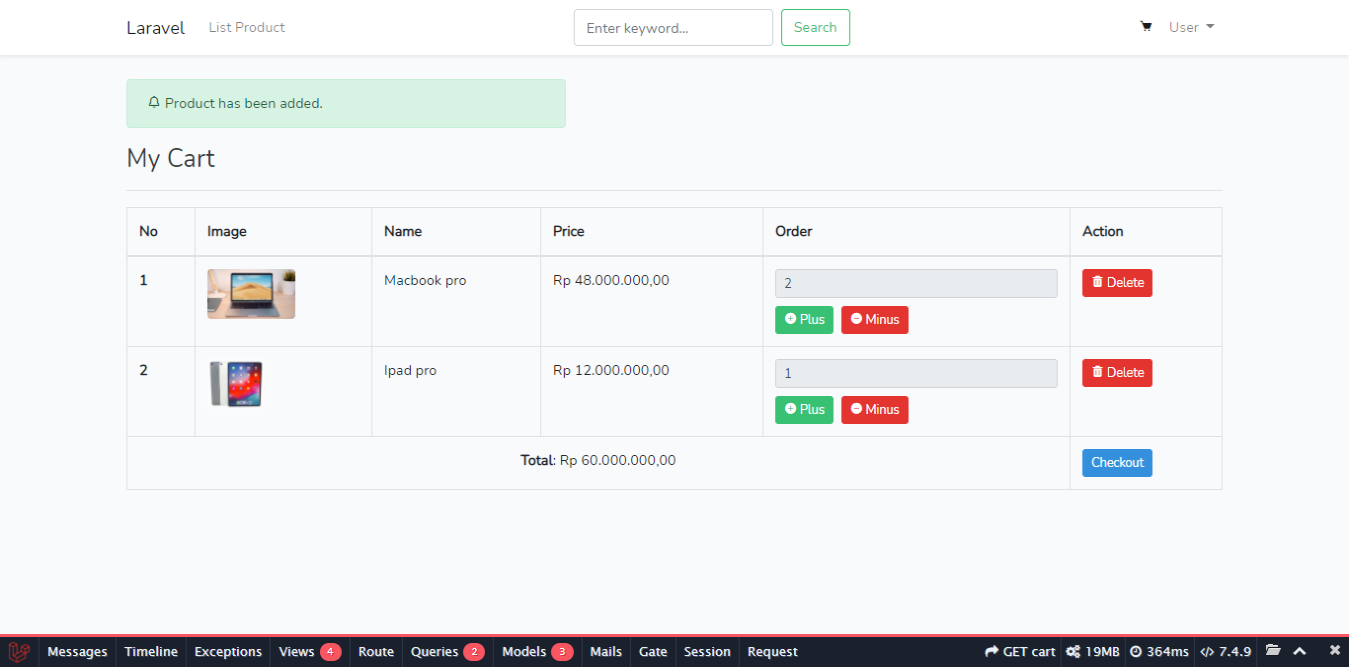 Laravel List Product Enter keyword... Search User
Product has been added.
My Cart
No Image Name Price Order Action
1 Macbook pro Rp 48.000.000,00 2 Delete
Plus Minus
2 Ipad pro Rp 12.000.000,00 1 Delete
Plus Minus
Total: Rp 60.000.000,00 Checkout
Messages Timeline Exceptions Views 4 Route Queries 2 Models 3 Mails Gate Session Request GET cart 19MB 364ms 7.4.9